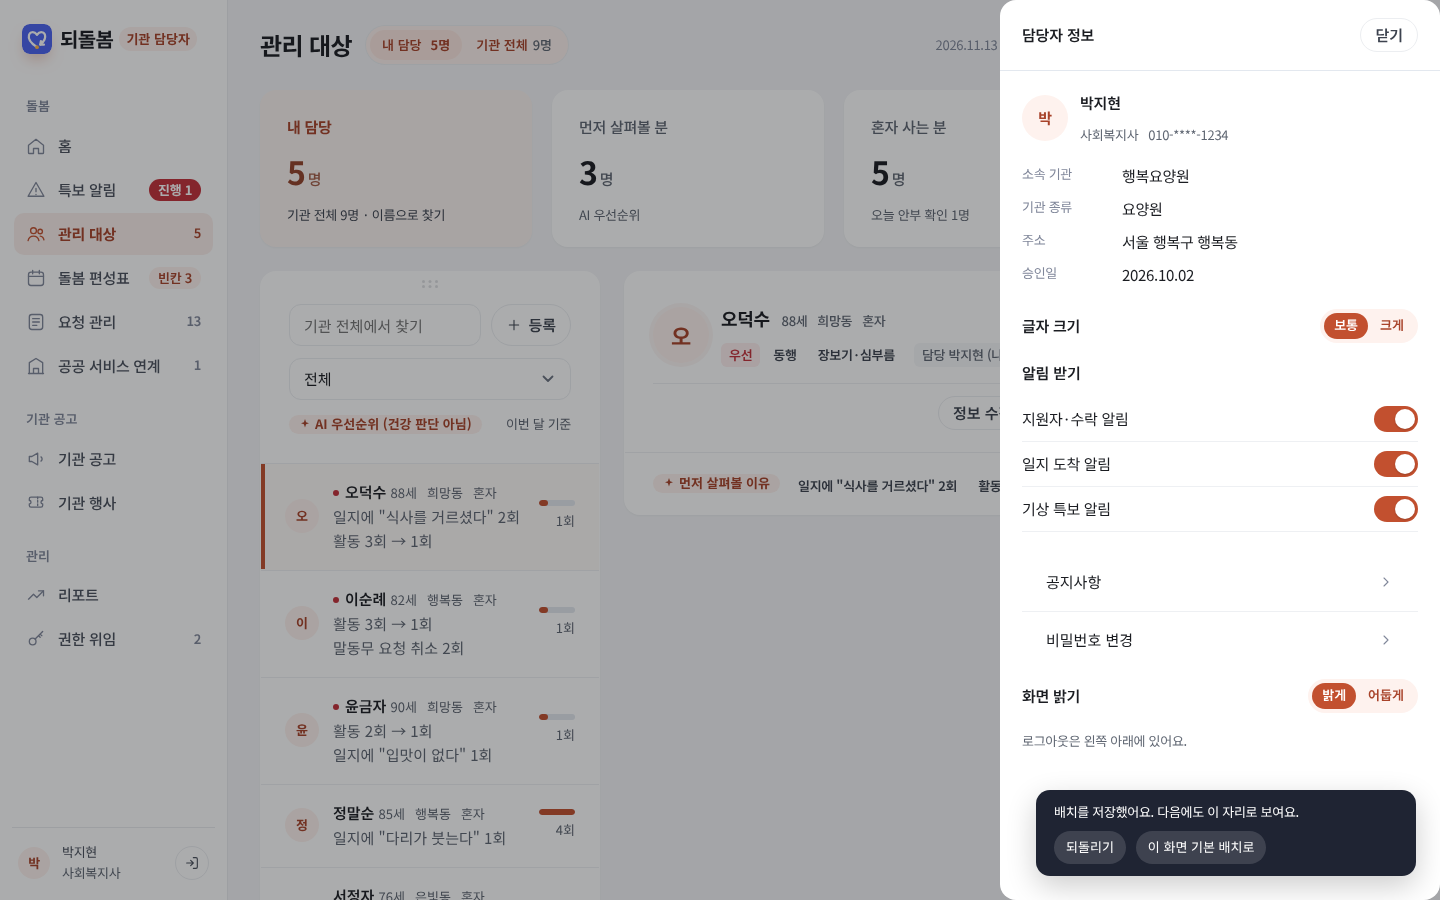 되돌봄 기관 담당자
돌봄
홈
특보 알림 진행 1
관리 대상 5
돌봄 편성표 빈칸 3
요청 관리 13
공공 서비스 연계 1
기관 공고
기관 공고
기관 행사
관리
리포트
권한 위임 2
박 박지현
사회복지사
관리 대상 내 담당 5명 기관 전체 9명 2026.11.13
내 담당
5명
기관 전체 9명 · 이름으로 찾기
먼저 살펴볼 분
3명
AI 우선순위
혼자 사는 분
5명
오늘 안부 확인 1명
기관 전체에서 찾기 + 등록
전체
AI 우선순위 (건강 판단 아님) 이번 달 기준
오 오덕수 88세 희망동 혼자
일지에 "식사를 거르셨다" 2회
활동 3회 → 1회
1회
이 이순례 82세 행복동 혼자
활동 3회 → 1회
말동무 요청 취소 2회
1회
윤 윤금자 90세 희망동 혼자
활동 2회 → 1회
일지에 "입맛이 없다" 1회
1회
정 정말순 85세 행복동 혼자
일지에 "다리가 붓는다" 1회
4회
서정자 76세 은빛동 혼자
오 오덕수 88세 희망동 혼자
우선 동행 장보기·심부름 담당 박지현 (나
정보 수
먼저 살펴볼 이유 일지에 "식사를 거르셨다" 2회 활동
담당자 정보 닫기
박 박지현
사회복지사 010-****-1234
소속 기관 행복요양원
기관 종류 요양원
주소 서울 행복구 행복동
승인일 2026.10.02
글자 크기 보통 크게
알림 받기
지원자·수락 알림
일지 도착 알림
기상 특보 알림
공지사항
비밀번호 변경
화면 밝기 밝게 어둡게
로그아웃은 왼쪽 아래에 있어요.
배치를 저장했어요. 다음에도 이 자리로 보여요.
되돌리기 이 화면 기본 배치로